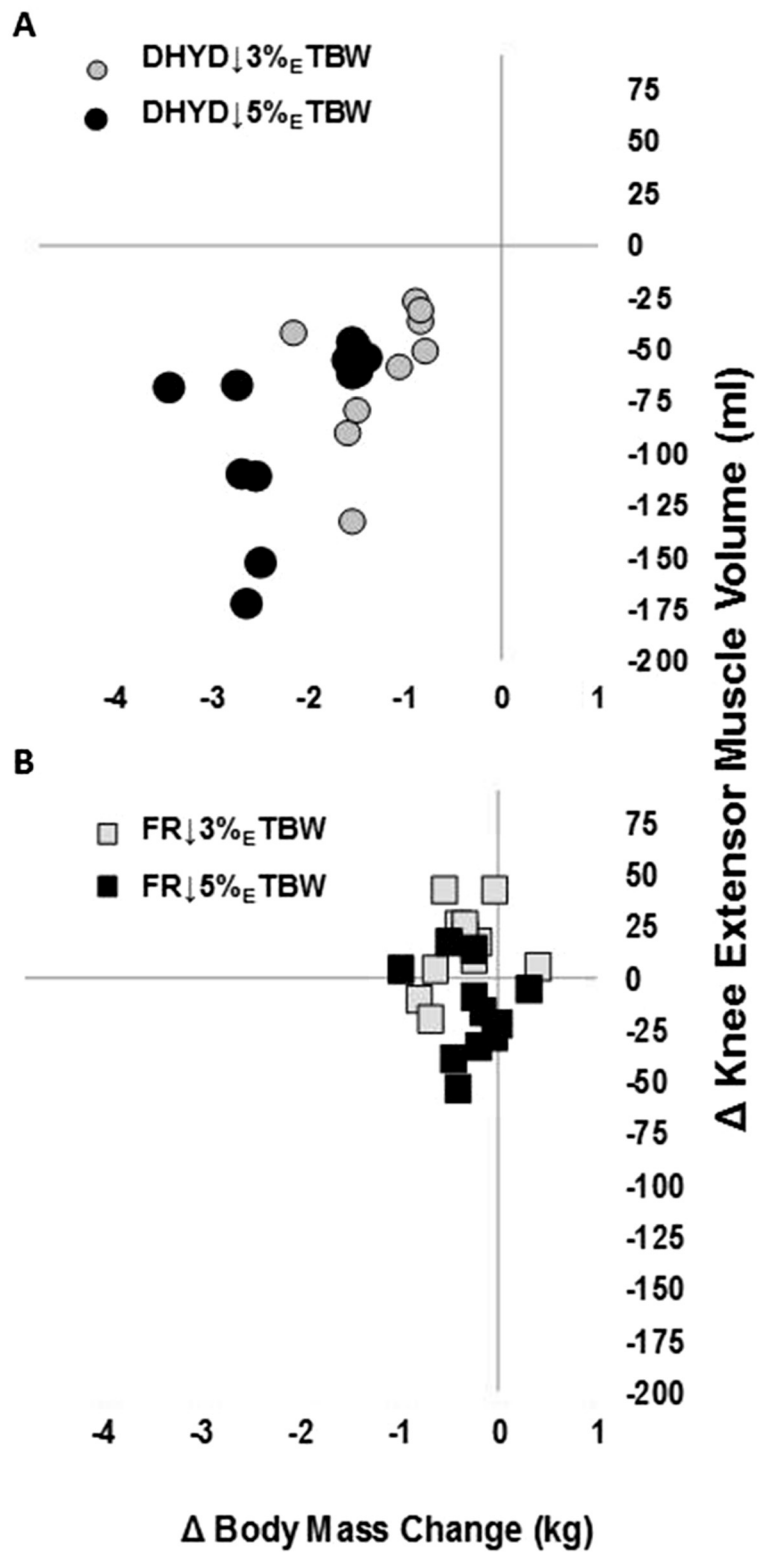 A
DHYD↓3%ETBW
DHYD↓5%ETBW
75
50
25
0
-25
-50
-75
-100
-125
-150
-175
-200
-4 -3 -2 -1 0 1
B
FR↓3%ETBW
FR↓5%ETBW
75
50
25
0
-25
-50
-75
-100
-125
-150
-175
-200
-4 -3 -2 -1 0 1
Δ Body Mass Change (kg)
Δ Knee Extensor Muscle Volume (ml)